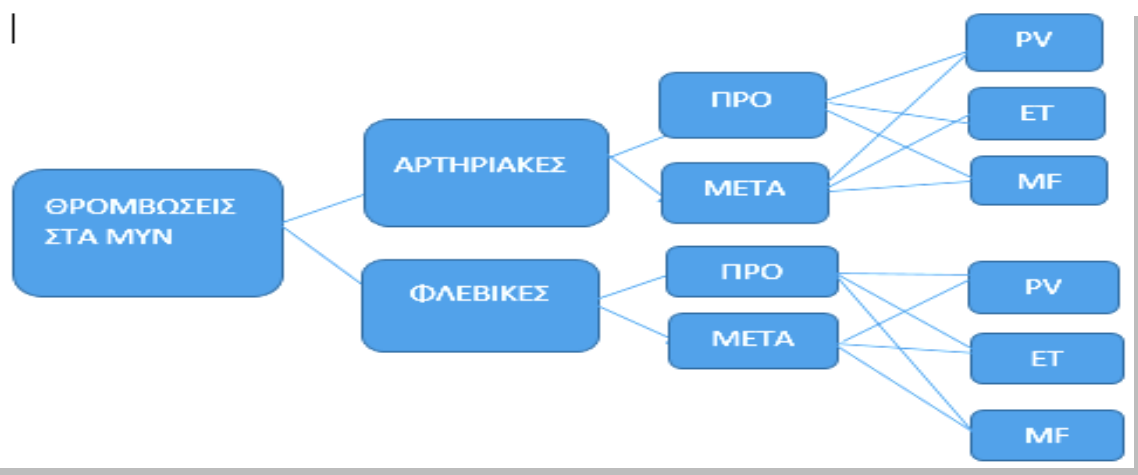 ΘΡΟΜΒΩΣΕΙΣ
ΣΤΑ ΜΥΝ
ΑΡΤΗΡΙΑΚΕΣ
ΠΡΟ
ΜΕΤΑ
PV
ET
MF
ΦΛΕΒΙΚΕΣ
ΠΡΟ
ΜΕΤΑ
PV
ET
MF